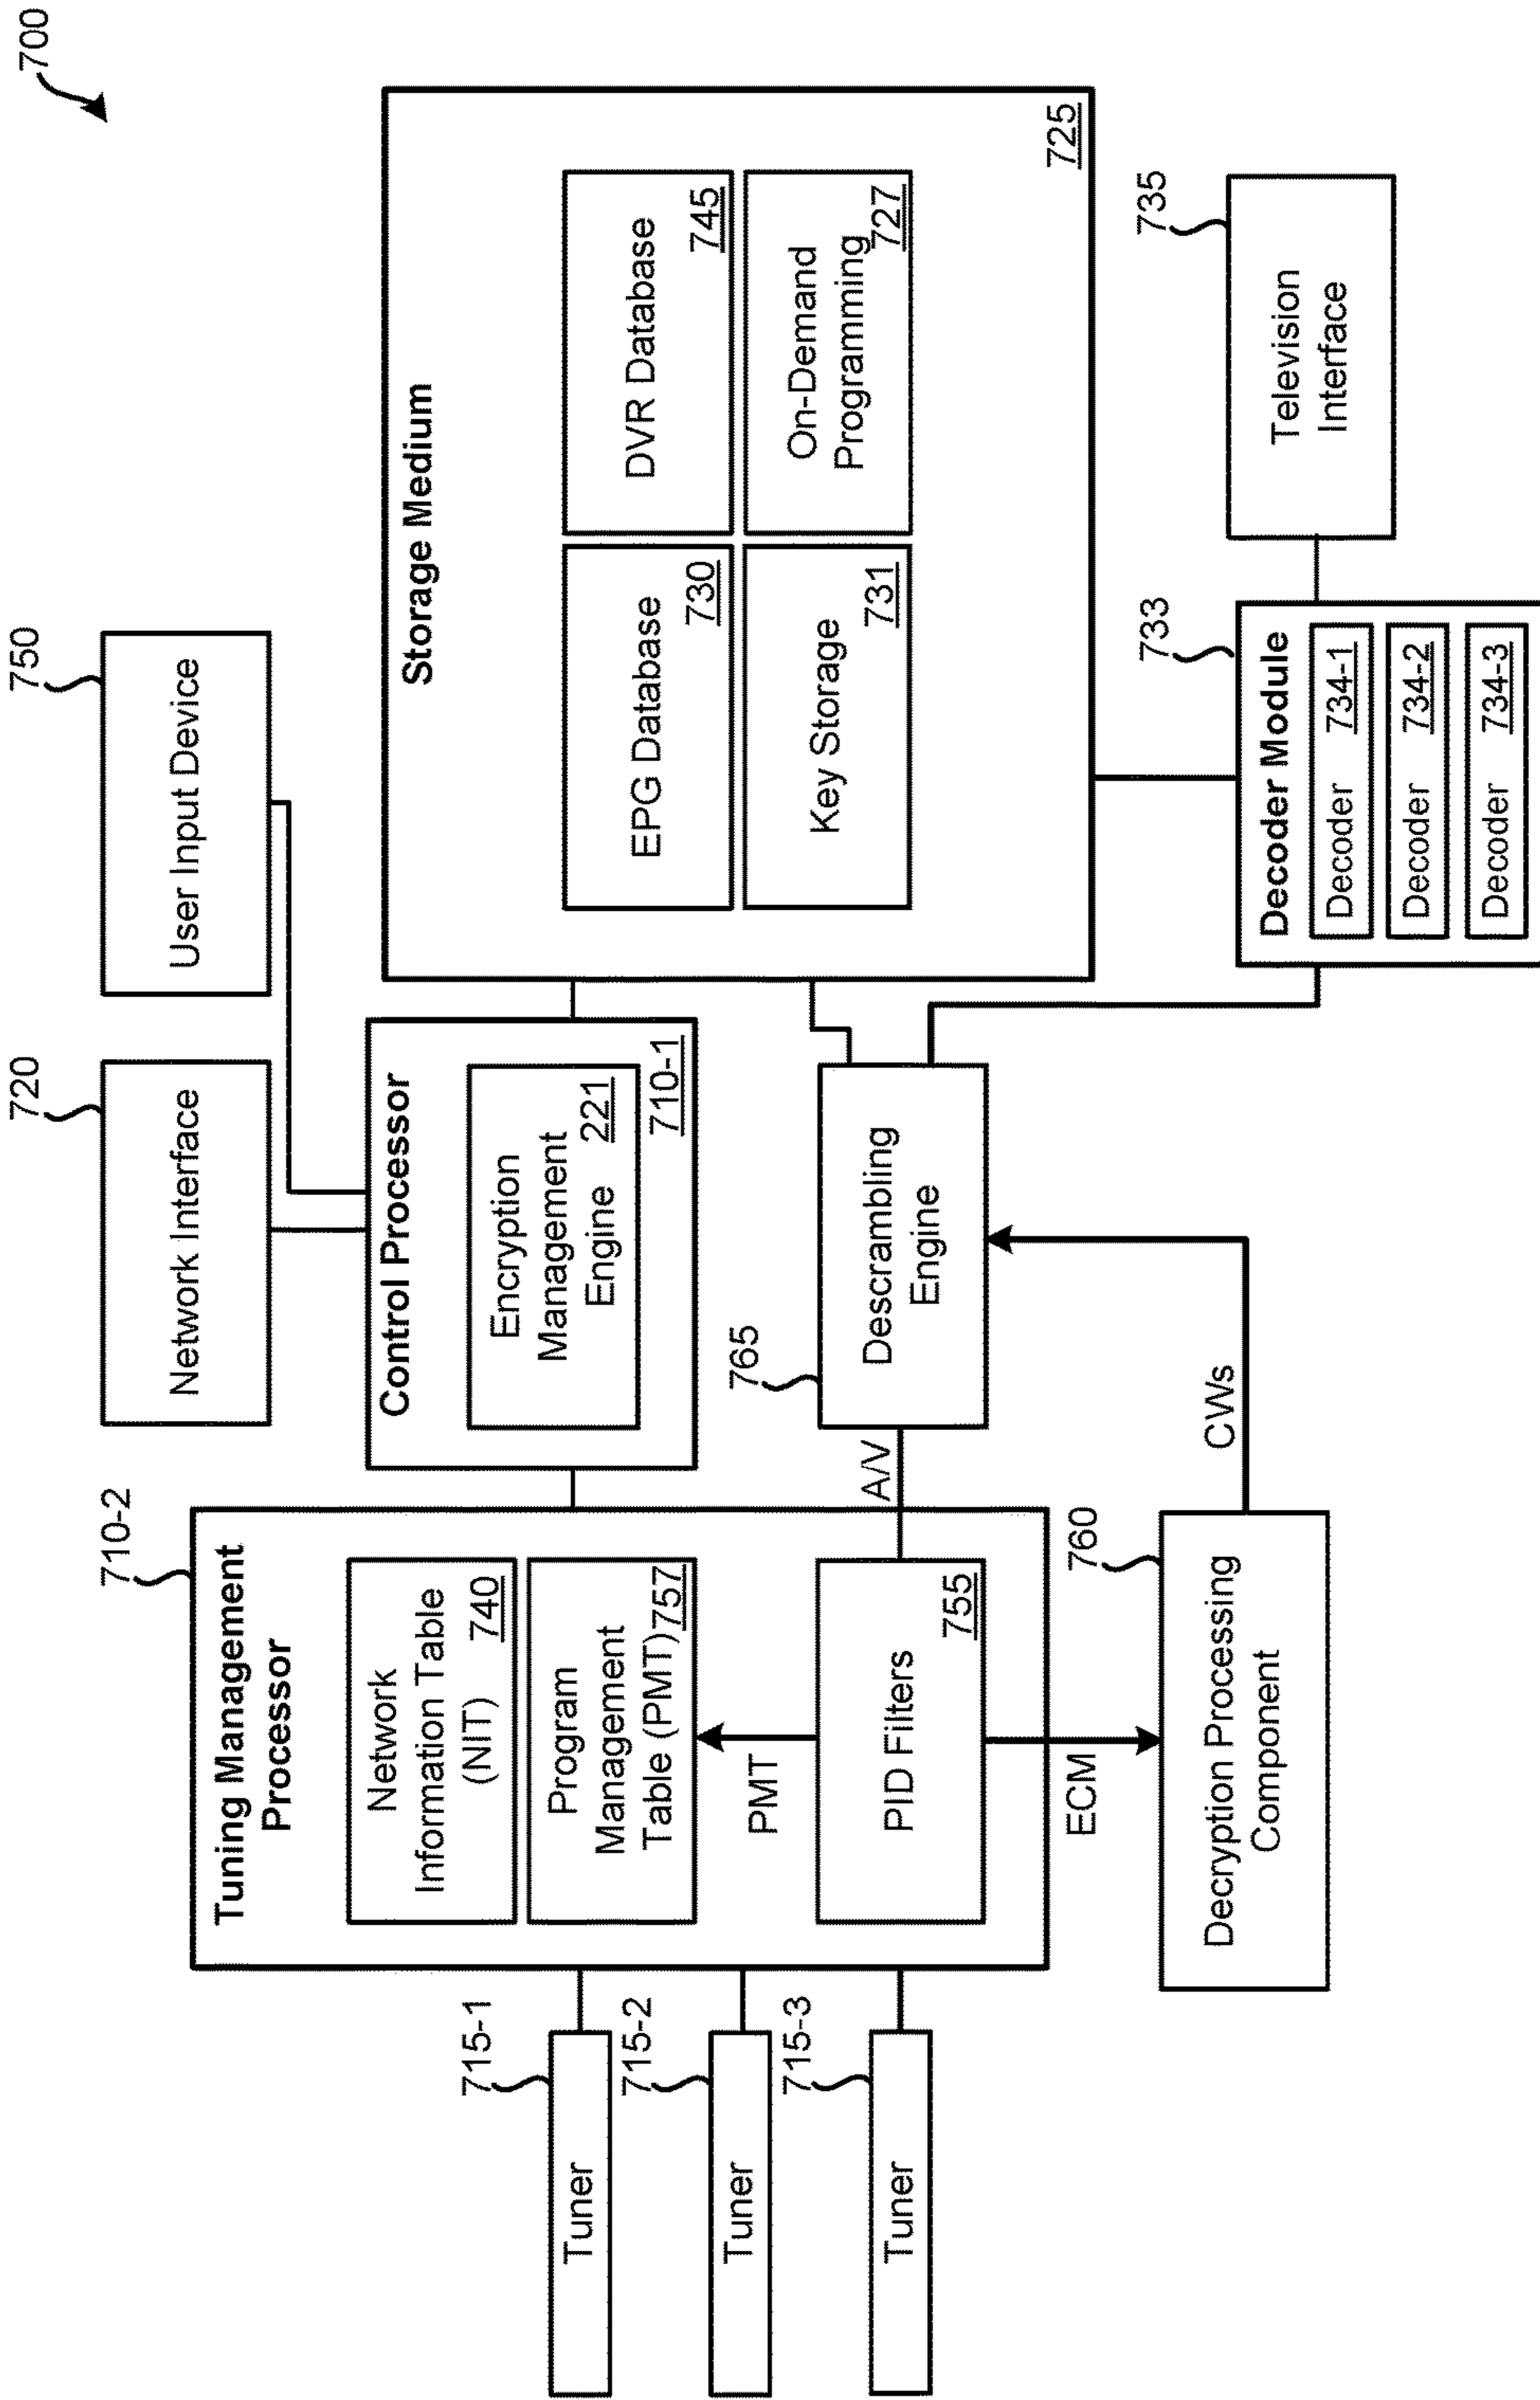 700
710-2
Tuning Management
Processor
Network
Information Table
(NIT)
740
Program
Management
Table (PMT)
757
PMT
PID Filters
755
ECM
A/V
715-1
Tuner
715-2
Tuner
715-3
Tuner
760
Decryption Processing
Component
CWs
720
Network Interface
750
User Input Device
Control Processor
Encryption
Management
Engine
221
710-1
765
Descrambling
Engine
Storage Medium
EPG Database
730
DVR Database
745
Key Storage
731
On-Demand
Programming
727
725
733
Decoder Module
Decoder 734-1
Decoder 734-2
Decoder 734-3
735
Television
Interface